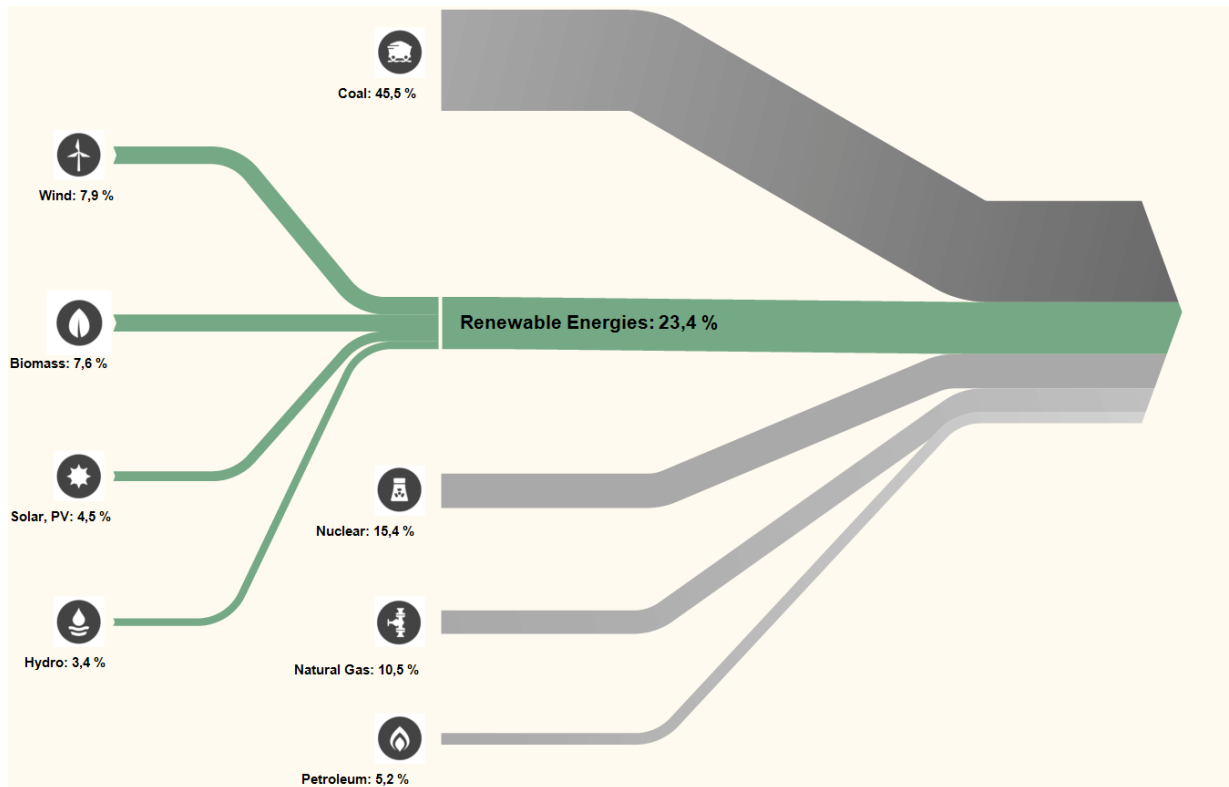 Coal: 45,5 %
Wind: 7,9 %
Renewable Energies: 23,4 %
Biomass: 7,6 %
Solar, PV: 4,5 %
Nuclear: 15,4 %
Hydro: 3,4 %
Natural Gas: 10,5 %
Petroleum: 5,2 %